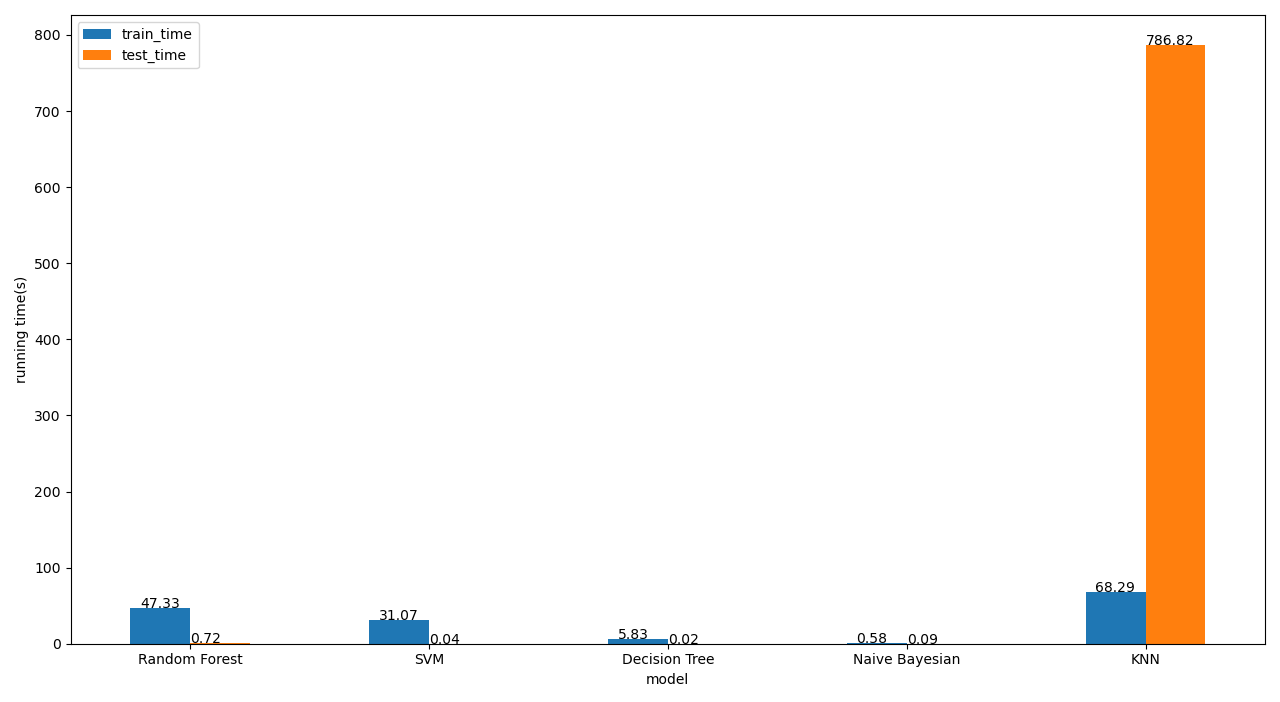 train_time
test_time
800
700
600
500
400
300
200
100
0
running time(s)
47.33
0.72
31.07
0.04
5.83
0.02
0.58
0.09
68.29
786.82
Random Forest
SVM
Decision Tree
Naive Bayesian
KNN
model